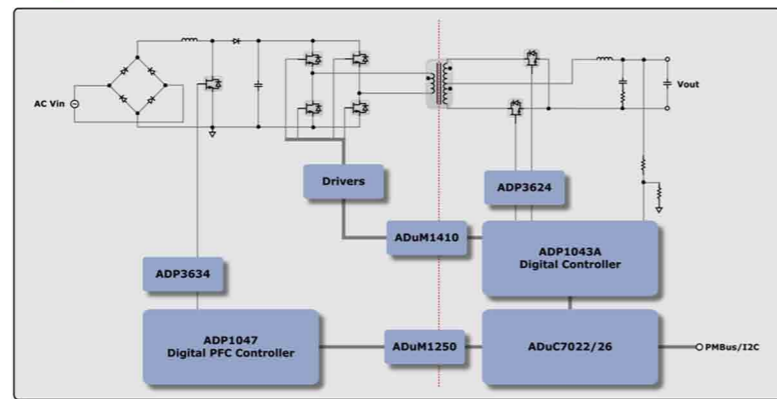 AC Vin
Vout
Drivers
ADP3624
ADuM1410
ADP1043A
Digital Controller
ADP3634
ADP1047
Digital PFC Controller
ADuM1250
ADuC7022/26
PMBus/I2C